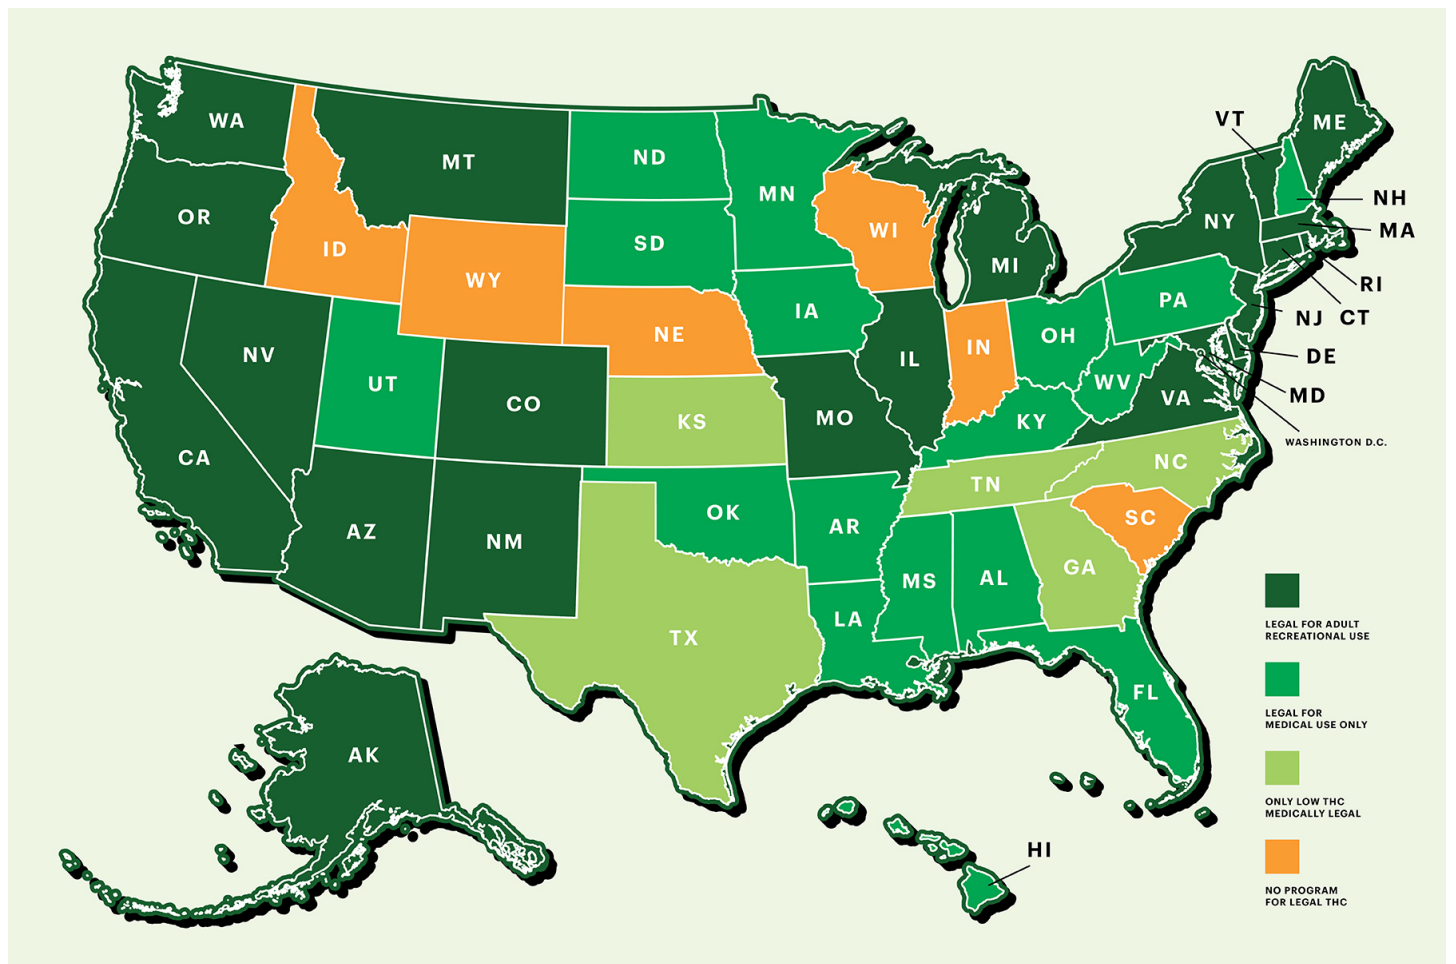 WA
MT
ND
MN
VT
ME
OR
ID
WY
SD
WI
MI
NY
NH
MA
RI
NV
UT
CO
NE
IA
IL
IN
OH
PA
NJ CT
DE
MD
CA
KS
MO
KY
WV
VA
WASHINGTON D.C.
AZ
NM
OK
AR
TN
NC
SC
TX
LA
MS
AL
GA
FL
AK
HI
LEGAL FOR ADULT
RECREATIONAL USE
LEGAL FOR
MEDICAL USE ONLY
ONLY LOW THC
MEDICALLY LEGAL
NO PROGRAM
FOR LEGAL THC